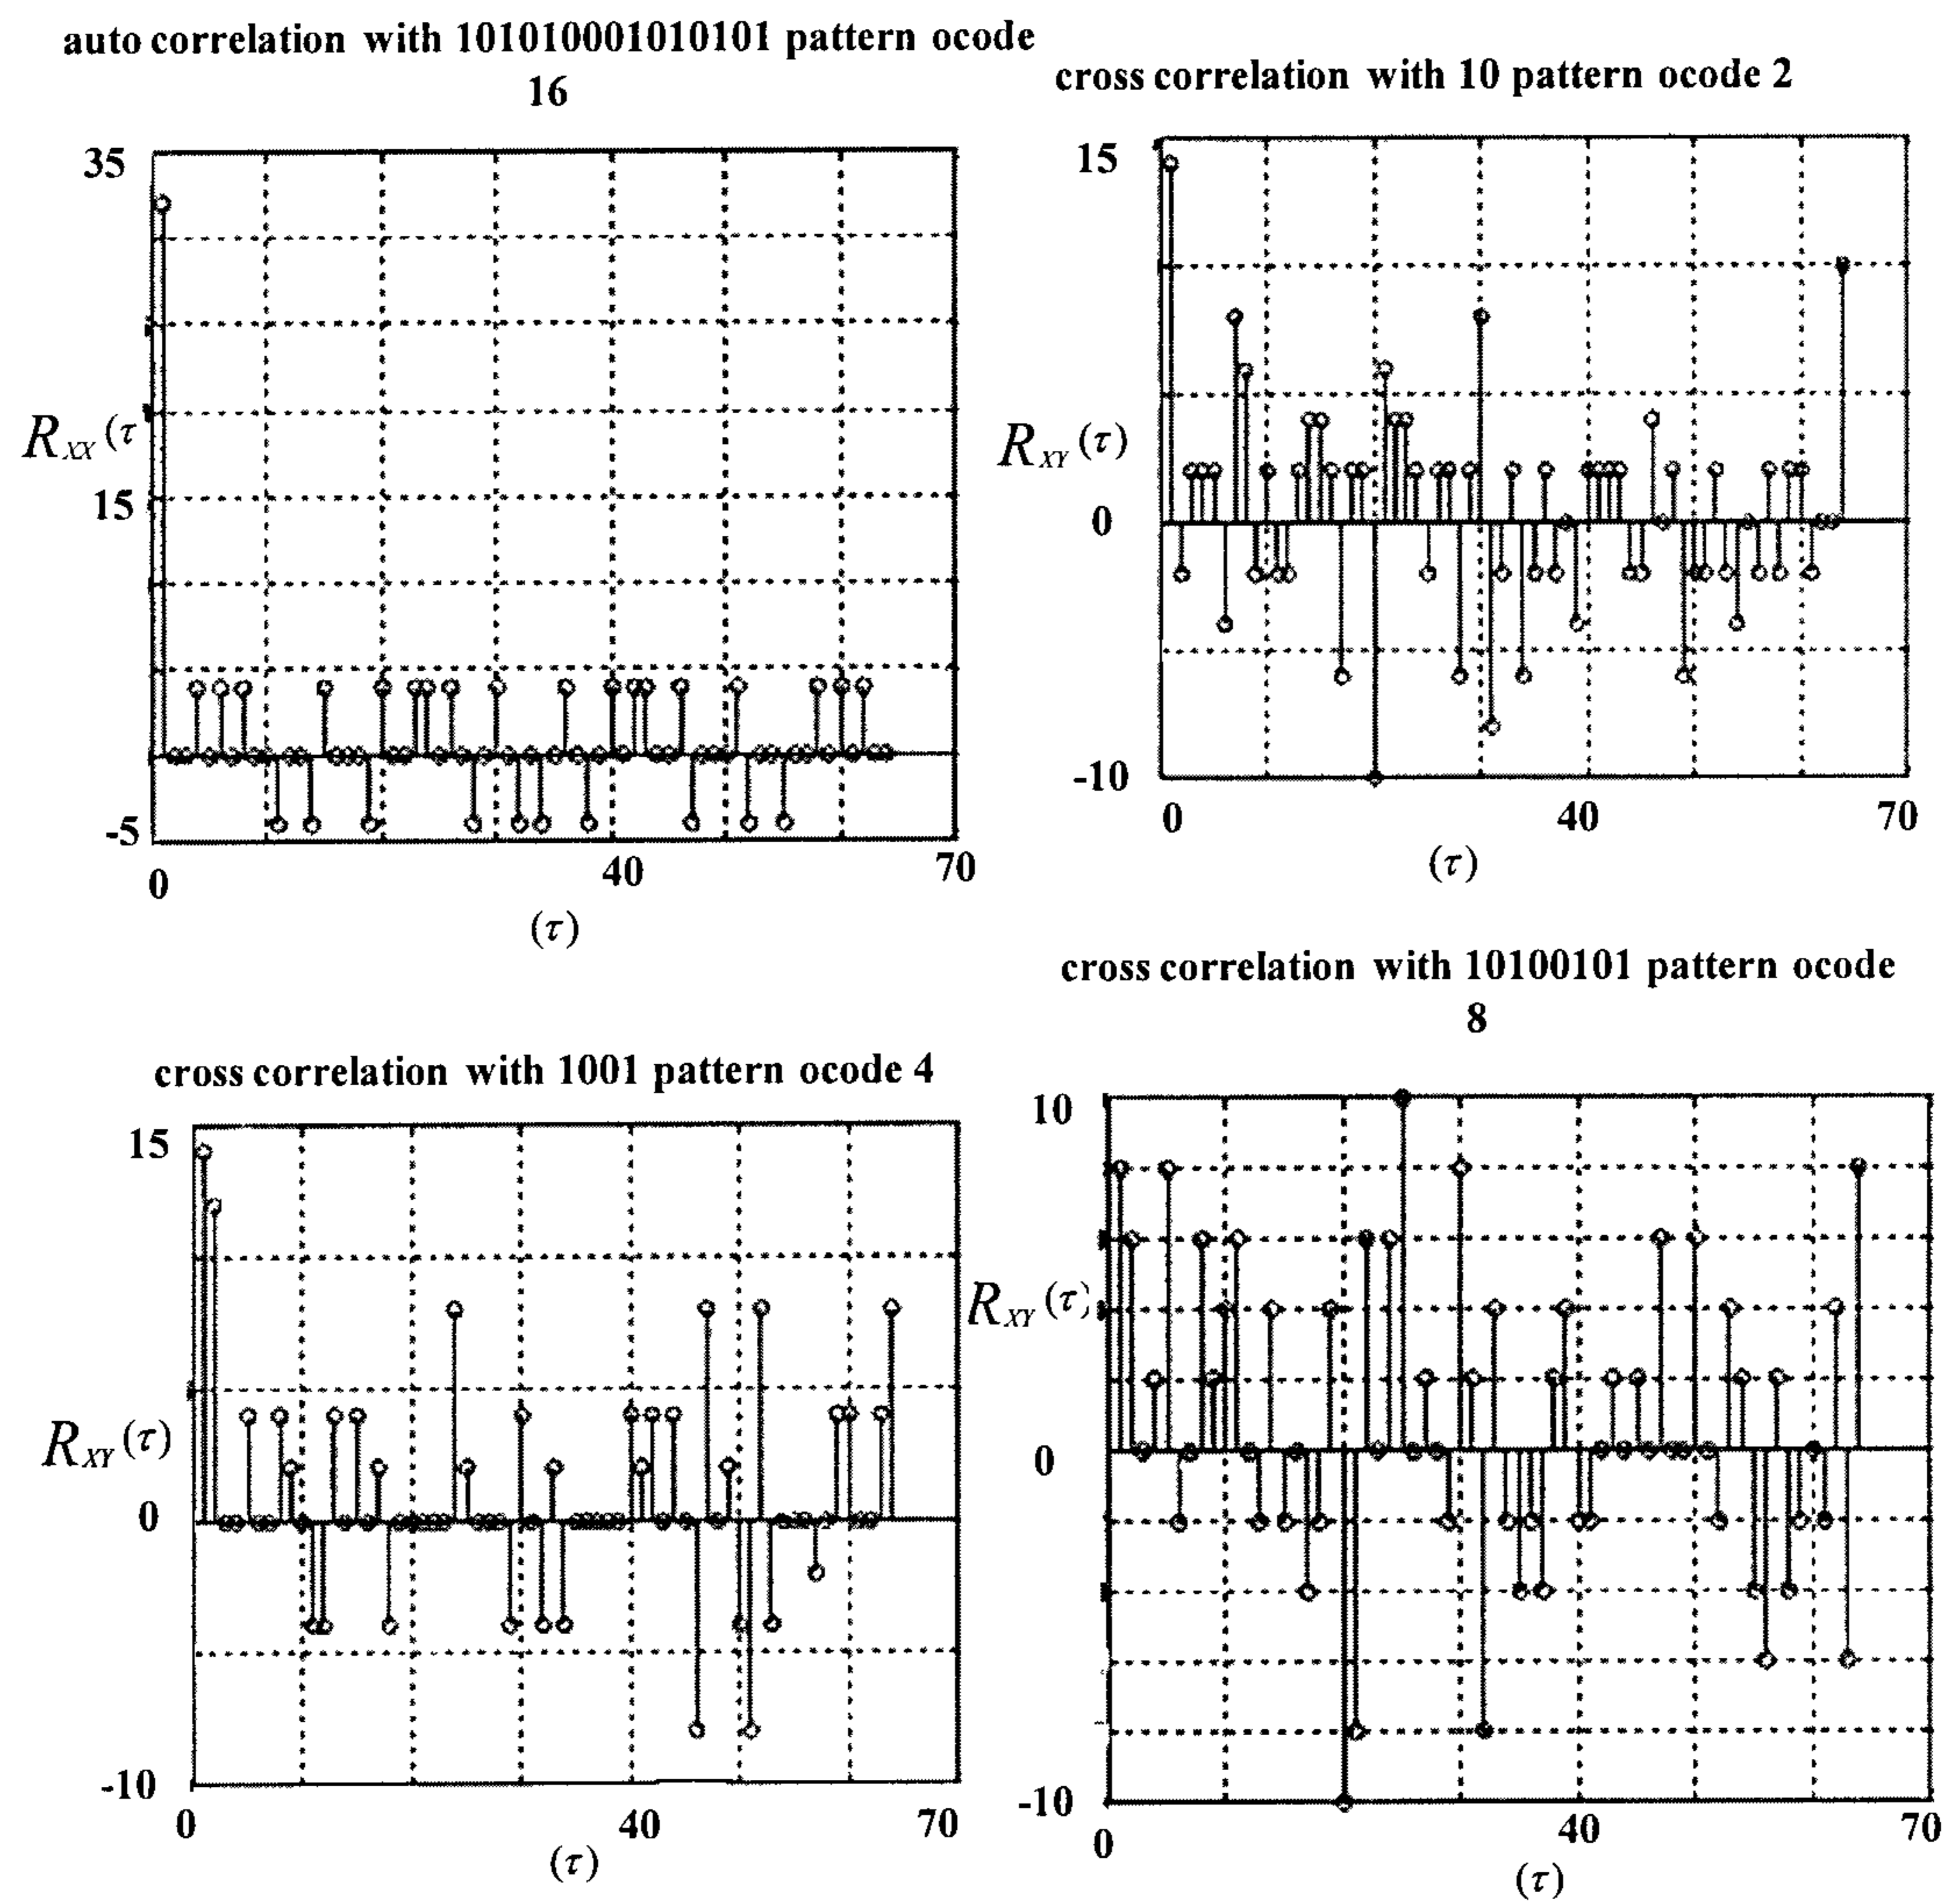 auto correlation with 101010001010101 pattern ocode
16
35
R_XX (τ
15
-5
0
40
70
(τ)
cross correlation with 10 pattern ocode 2
15
R_XY (τ)
0
-10
0
40
70
(τ)
cross correlation with 1001 pattern ocode 4
15
R_XY (τ)
0
-10
0
40
70
(τ)
cross correlation with 10100101 pattern ocode
8
10
R_XY (τ)
0
-10
0
40
70
(τ)